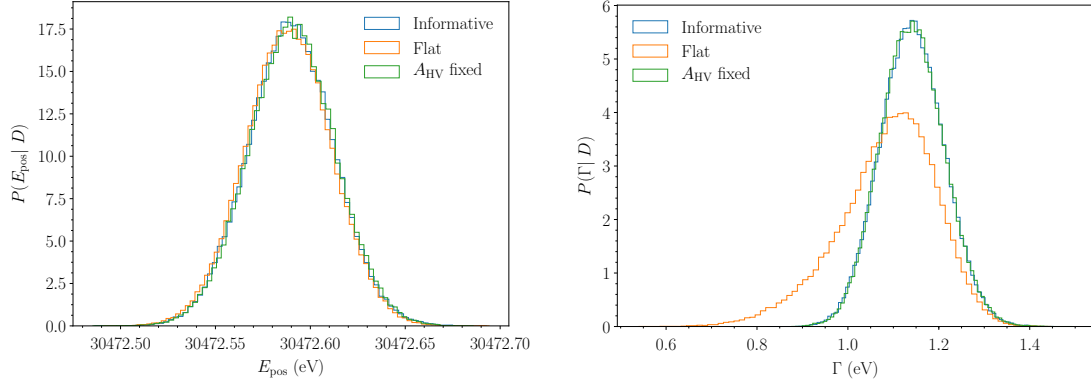 17.5
15.0
12.5
10.0
7.5
5.0
2.5
0.0
P(E_pos| D)
30472.50
30472.55
30472.60
30472.65
30472.70
E_pos (eV)
Informative
Flat
A_HV fixed
6
5
4
3
2
1
0
P(Γ| D)
0.6
0.8
1.0
1.2
1.4
Γ (eV)
Informative
Flat
A_HV fixed